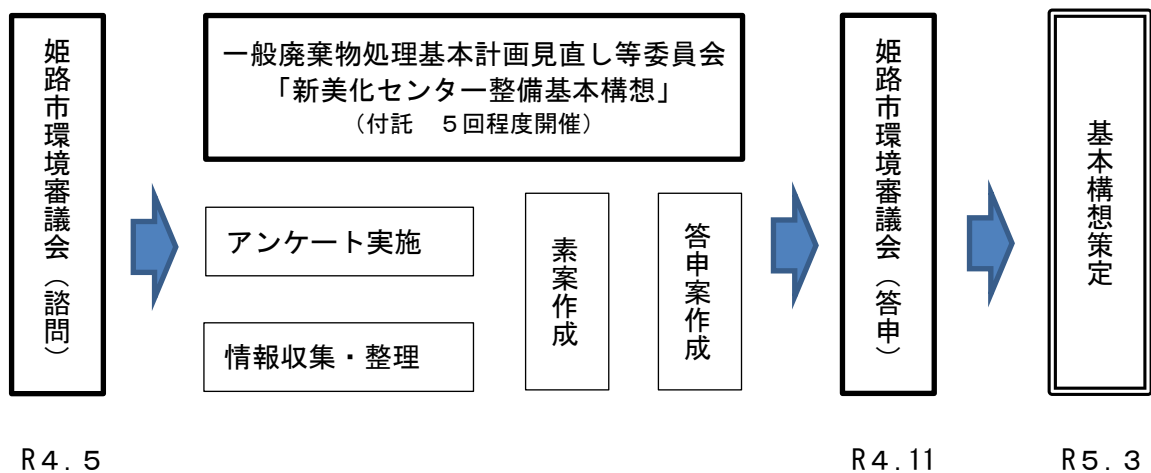 姫路市環境審議会（諮問）
一般廃棄物処理基本計画見直し等委員会
「新美化センター整備基本構想」
（付託　５回程度開催）
アンケート実施
情報収集・整理
素案作成
答申案作成
姫路市環境審議会（答申）
基本構想策定
R４．５
R４．11
R５．３